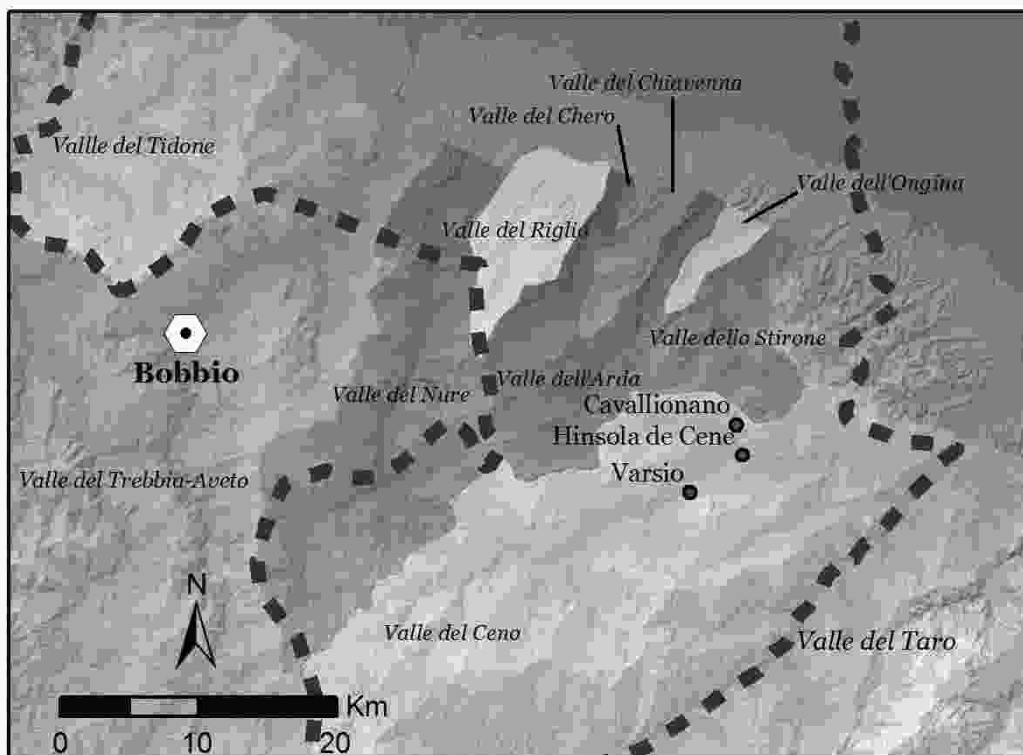 Valle del Chiavenna
Valle del Chero
Vallle del Tidone
Valle dell'Ongina
Valle del Riglio
Valle dello Stirone
Bobbio
Valle del Nure
Valle dell'Arda
Cavallionano
Hinsola de Cene
Varsio
Valle del Trebbia-Aveto
N
Valle del Ceno
Valle del Taro
Km
0 10 20